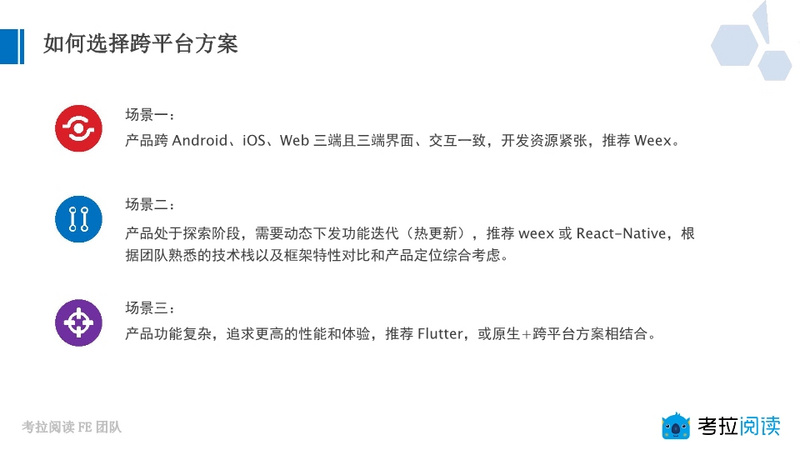 如何选择跨平台方案
场景一：
产品跨 Android、iOS、Web 三端且三端界面、交互一致，开发资源紧张，推荐 Weex。
场景二：
产品处于探索阶段，需要动态下发功能迭代（热更新），推荐 weex 或 React-Native，根
据团队熟悉的技术栈以及框架特性对比和产品定位综合考虑。
场景三：
产品功能复杂，追求更高的性能和体验，推荐 Flutter，或原生+跨平台方案相结合。
考拉阅读 FE 团队
考拉阅读